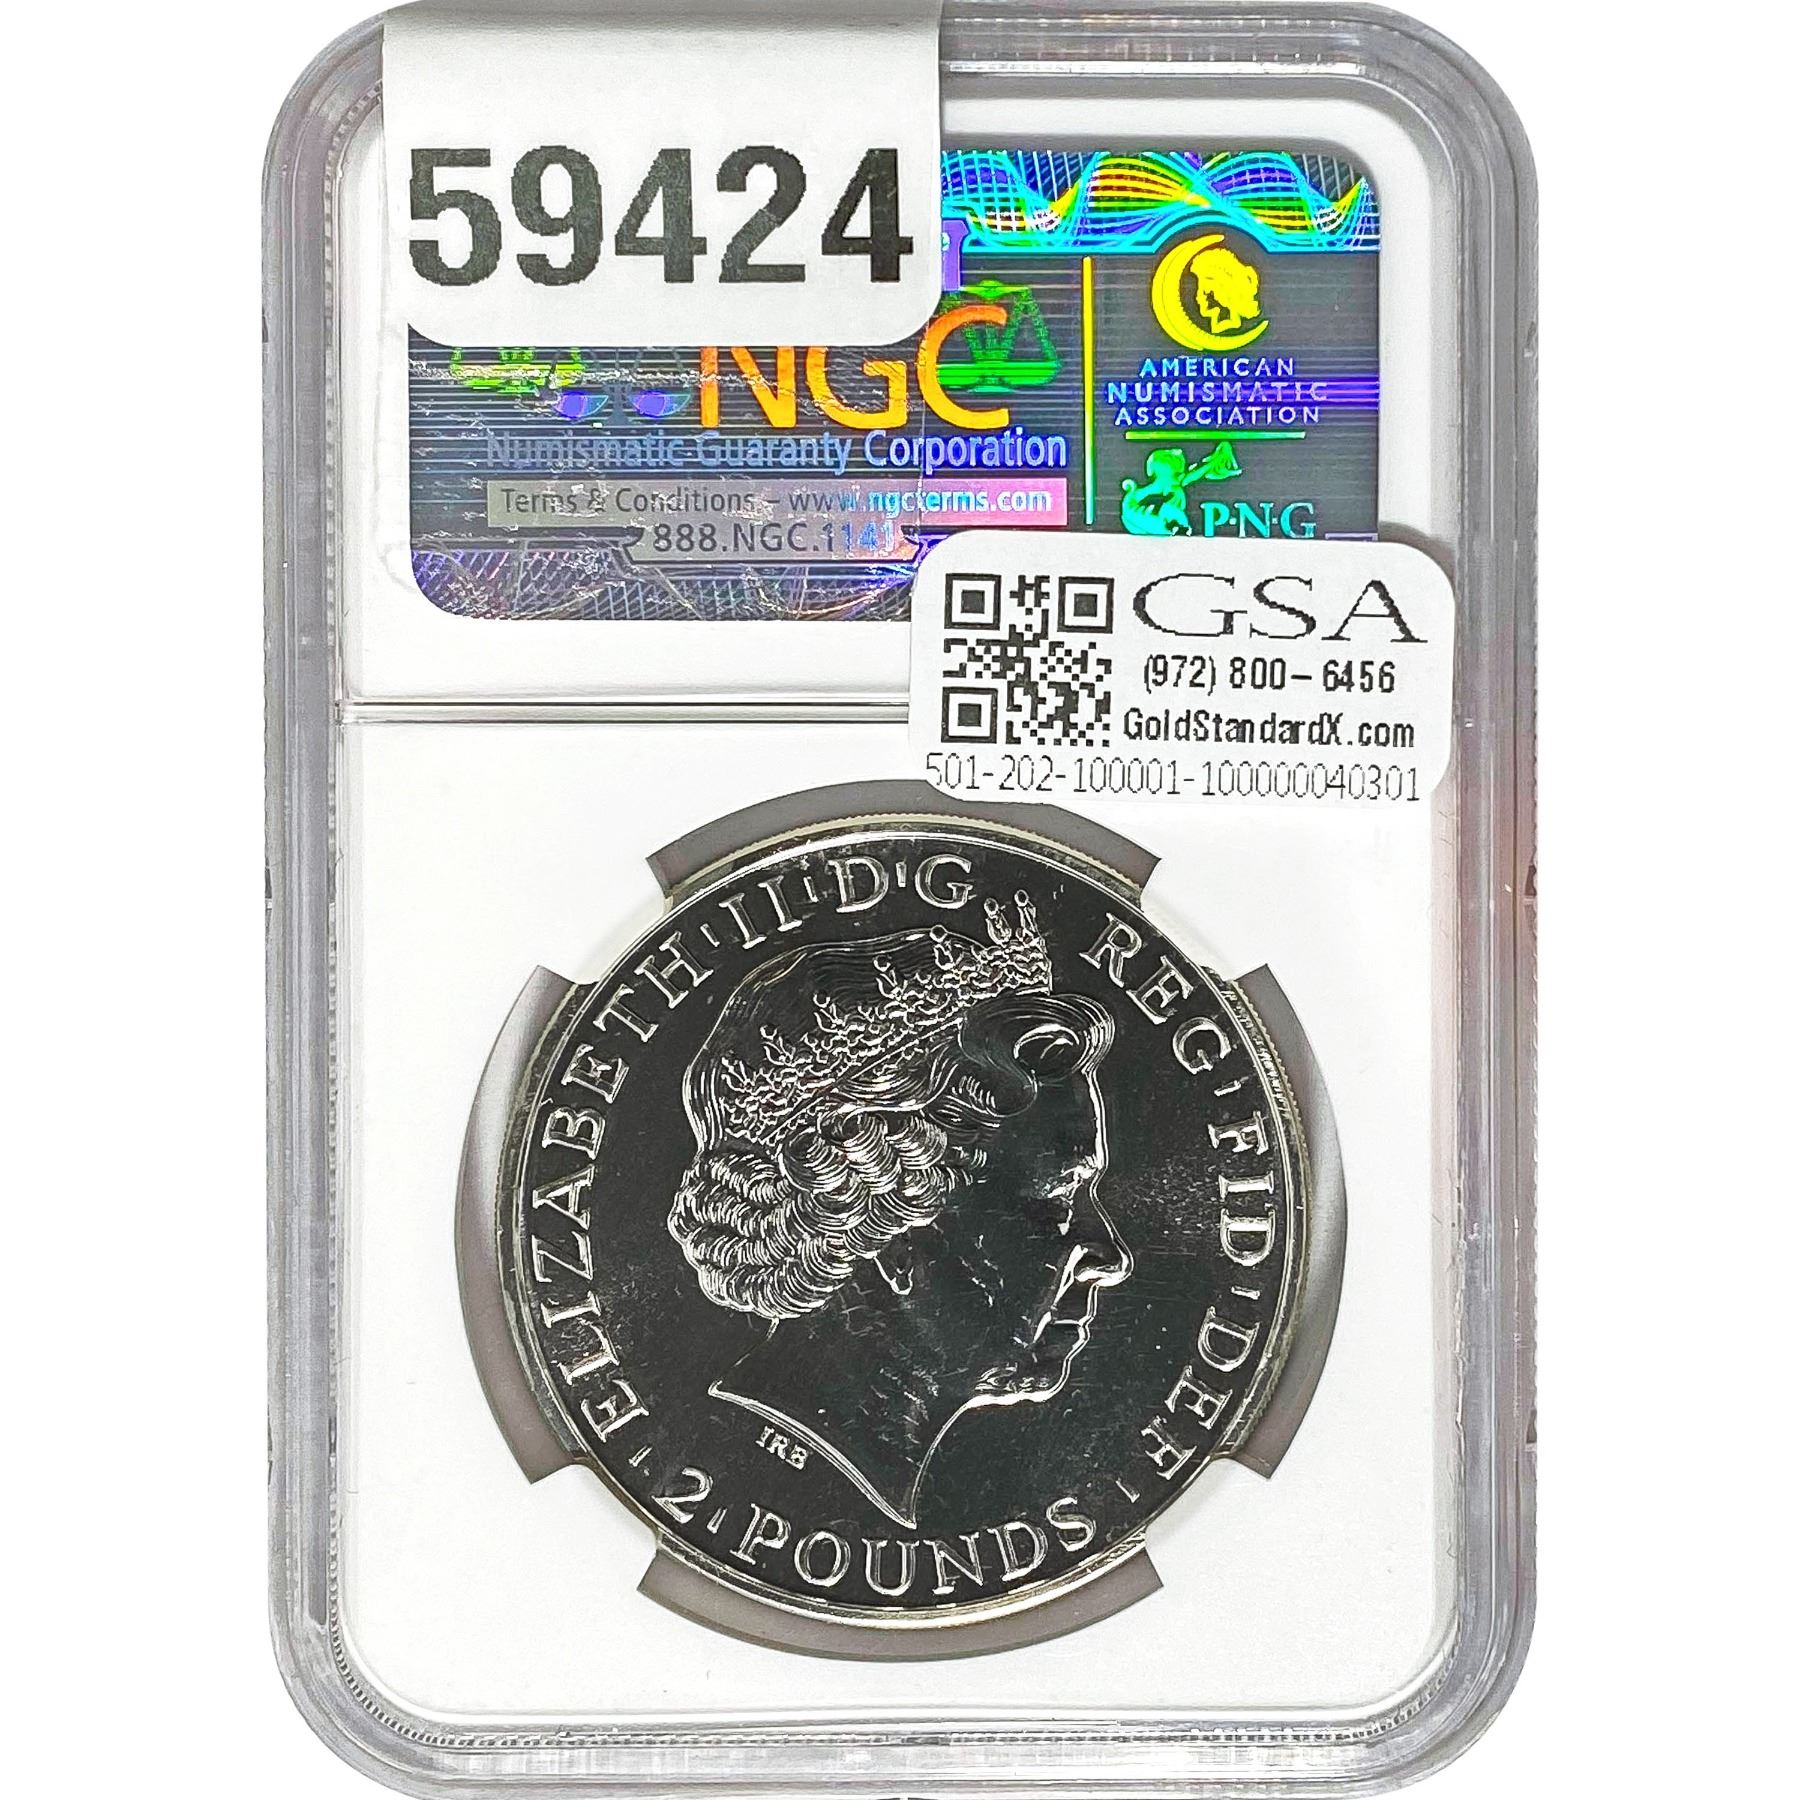 59424
NGC
Numismatic Guaranty Corporation
Terms & Conditions – www.ngcterms.com
888.NGC.1141
AMERICAN
NUMISMATIC
ASSOCIATION
P·N·G
GSA
(972) 800-6456
GoldStandardX.com
501-202-100001-100000040301
ELIZABETH·II·D·G REG·FID·DEF·
·2·POUNDS·
IRB